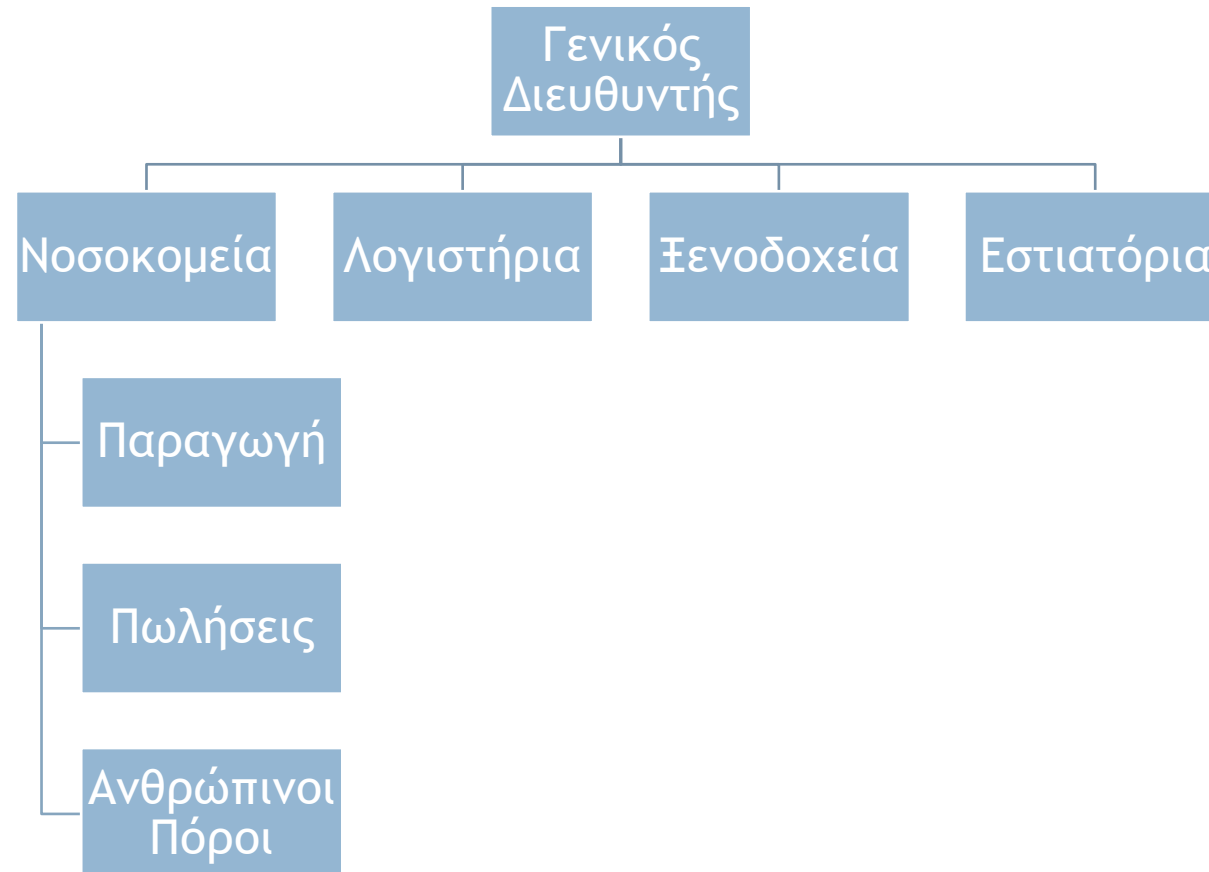 Γενικός
Διευθυντής
Νοσοκομεία
Λογιστήρια
Ξενοδοχεία
Εστιατόρια
Παραγωγή
Πωλήσεις
Ανθρώπινοι
Πόροι